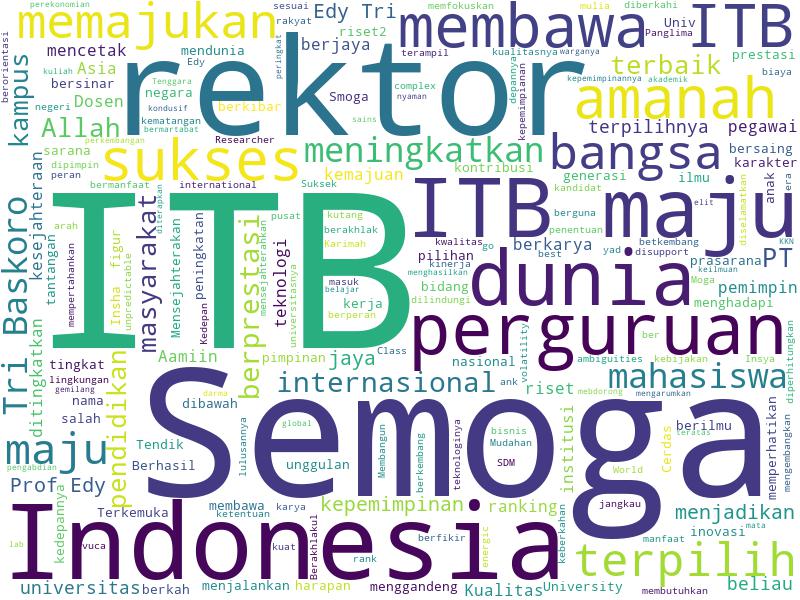 perekonomian
sesuai
Edy Tri
memfokuskan
mulia
diberkahi
memajukan
rakyat
riset2
membawa
Univ
Panglima
ITB
berorientasi
mencetak
mendunia
berjaya
terampil
kualitasnya
warganya
prestasi
kampus
Asia
Edy
peringkat
rektor
complex
depannya
kepemimpinannya
akademik
terbaik
biaya
bersinar
Tenggara
negara
Smoga
nyaman
amanah
Dosen
negeri
kuliah
kondusif
kematangan
berkibar
kepemimpinan
Allah
bermartabat
sains
terpilihnya
pegawai
sarana
perkembangan
Researcher
meningkatkan
bangsa
bersaing
karakter
dipimpin
sukses
kemajuan
kontribusi
generasi
ilmu
anak
era
peran
bermanfaat
international
Suksek
kandidat
elit
diselamatkan
kesejahteraan
arah
masyarakat
diterapkan
pusat
kutang
ITB
maju
berguna
penentuan
berakhlak
Karimah
kwalitas
go
berkarya
betkembang
KKN
tantangan
mempertahankan
Insha
figur
unpredictable
Mensejahterakan
peningkatan
Kedepan
ITB
berprestasi
mensejahterahkan
teknologi
universitasnya
masuk
belajar
pilihan
kinerja
best
yad
disupport
prasarana
PT
menghasilkan
keilmuan
Tri Baskoro
kerja
bidang
dunia
Moga
pemimpin
berperan
dilindungi
menghadapi
perguruan
ber
ditingkatkan
Aamiin
pimpinan
jaya
Class
nasional
volatility
ambiguities
kebijakan
Insya
diperhitungkan
tingkat
lingkungan
gemilang
internasional
ank
riset
mahasiswa
nama
pendidikan
darma
dibawah
mebdorong
mengarumkan
salah
global
lulusannya
Semoga
bisnis
institusi
berilmu
memperhatikan
mengembangkan
maju
Tendik
Membangun
berkembang
teknologinya
Mudahan
Cerdas
teratas
pengabdian
Berhasil
unggulan
SDM
World
Prof Edy
jangkau
kedepannya
Terkemuka
membawa
karya
kepemimpinan
ranking
menjadikan
ketentuan
Indonesia
Berakhlakul
berfikir
energic
keberkahan
inovasi
mata
lab
vuca
kuat
rank
manfaat
terpilih
universitas
berkah
menjalankan
harapan
menggandeng
Kualitas
University
membutuhkan
beliau